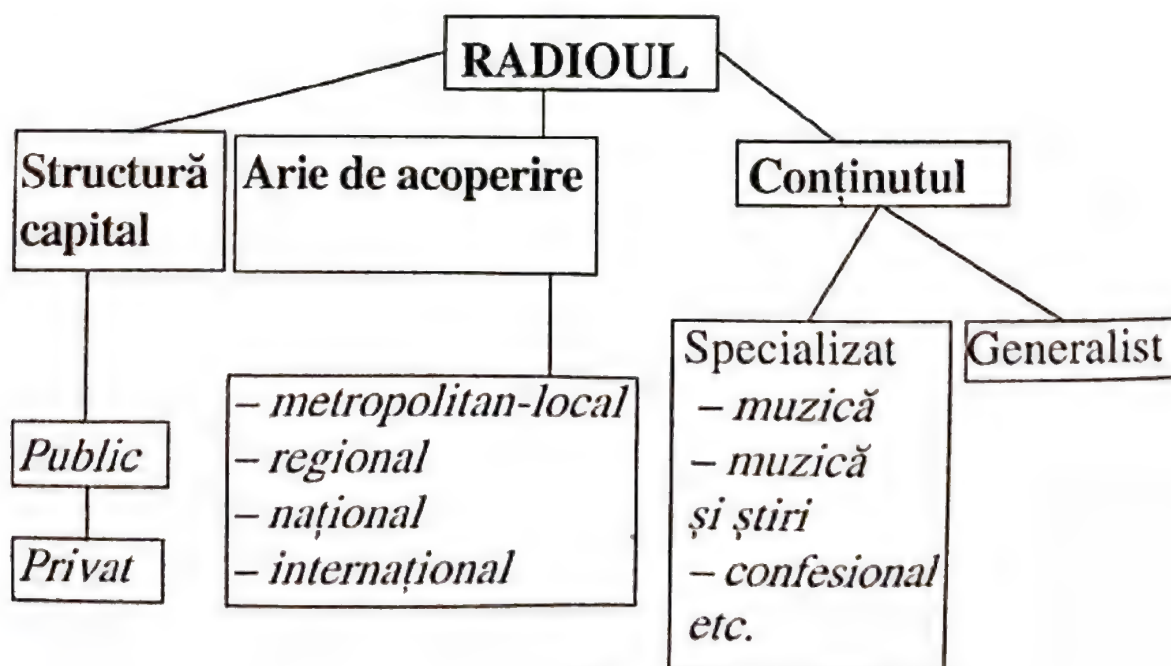 RADIOUL
Structură
capital
Arie de acoperire
Conținutul
Public
Privat
– metropolitan-local
– regional
– național
– internațional
Specializat
– muzică
– muzică
și știri
– confesional
etc.
Generalist